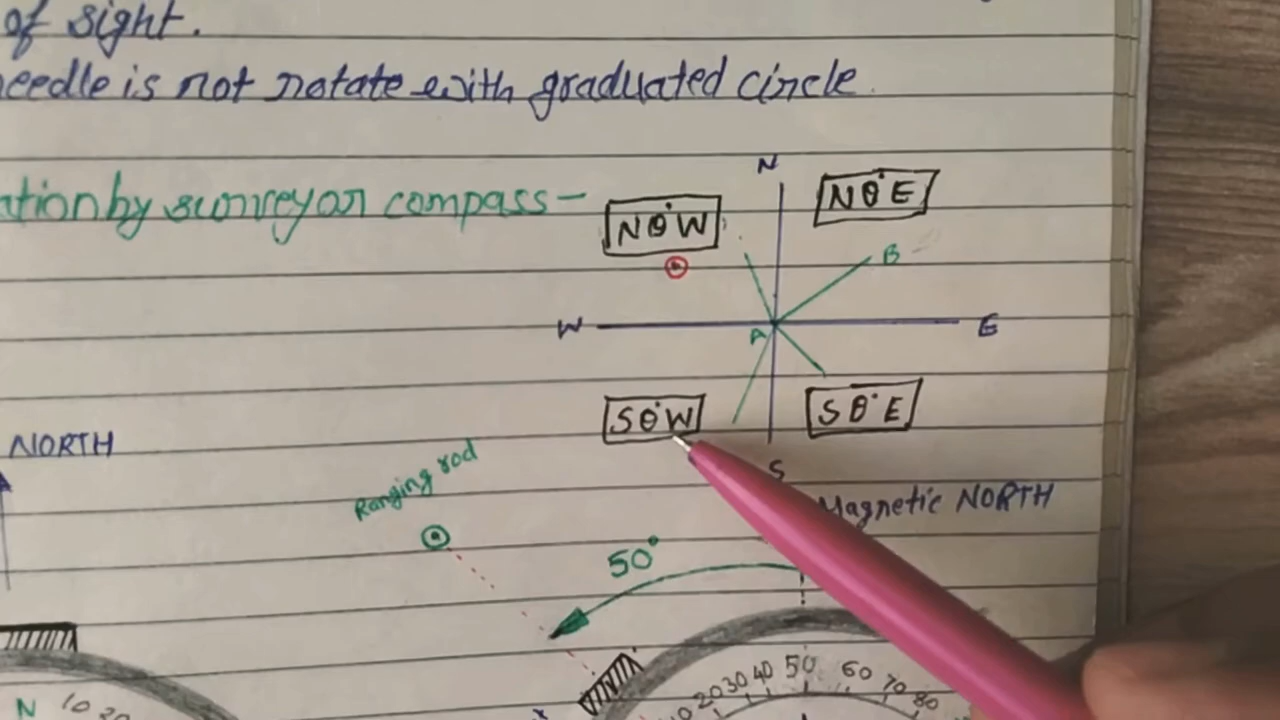 of sight.
needle is not rotate with graduated circle.
ation by surveyor compass-
N
NθW
NθE
B
W
A
E
SθW
SθE
S
NORTH
Ranging rod
Magnetic NORTH
50°
20 30 40 50 60 70 80
N 10 20